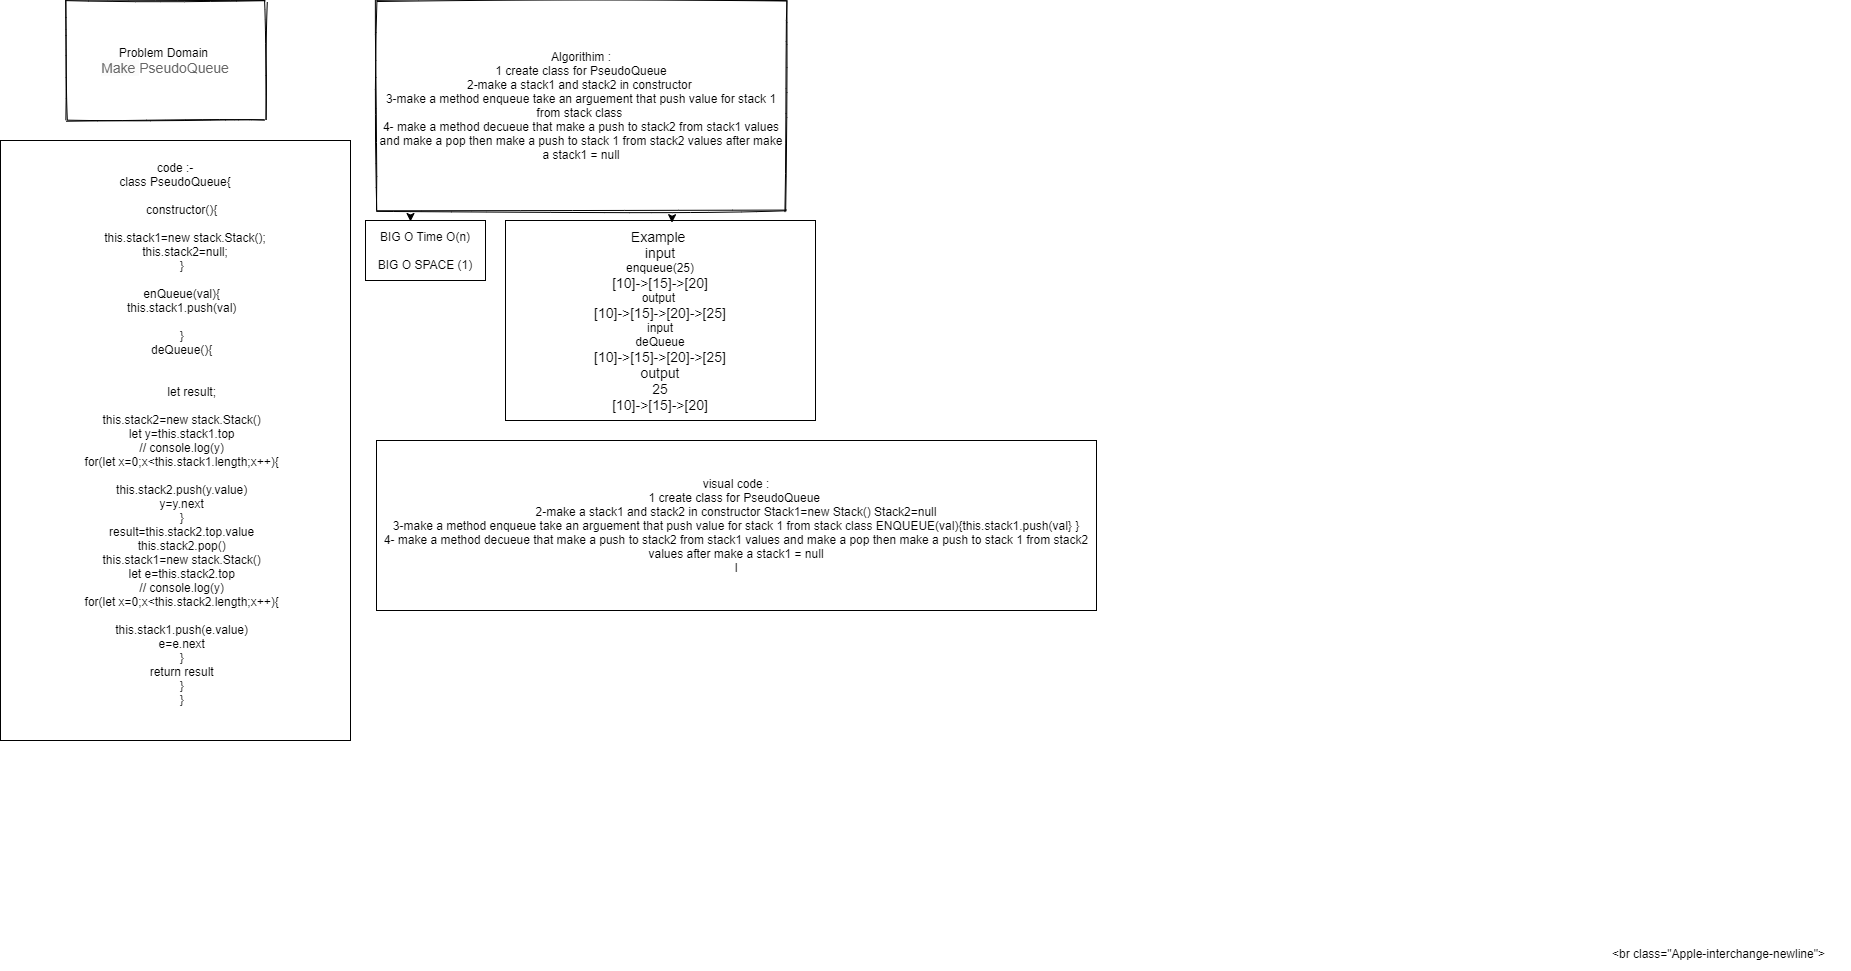 Problem Domain
Make PseudoQueue
Algorithim :
1 create class for PseudoQueue
2-make a stack1 and stack2 in constructor
3-make a method enqueue take an arguement that push value for stack 1
from stack class
4- make a method decueue that make a push to stack2 from stack1 values
and make a pop then make a push to stack 1 from stack2 values after make
a stack1 = null
code :-
class PseudoQueue{
constructor(){
this.stack1=new stack.Stack();
this.stack2=null;
}
enQueue(val){
this.stack1.push(val)
}
deQueue(){
let result;
this.stack2=new stack.Stack()
let y=this.stack1.top
// console.log(y)
for(let x=0;x<this.stack1.length;x++){
this.stack2.push(y.value)
y=y.next
}
result=this.stack2.top.value
this.stack2.pop()
this.stack1=new stack.Stack()
let e=this.stack2.top
// console.log(y)
for(let x=0;x<this.stack2.length;x++){
this.stack1.push(e.value)
e=e.next
}
return result
}
}
BIG O Time O(n)
BIG O SPACE (1)
Example
input
enqueue(25)
[10]->[15]->[20]
output
[10]->[15]->[20]->[25]
input
deQueue
[10]->[15]->[20]->[25]
output
25
[10]->[15]->[20]
visual code :
1 create class for PseudoQueue
2-make a stack1 and stack2 in constructor Stack1=new Stack() Stack2=null
3-make a method enqueue take an arguement that push value for stack 1 from stack class ENQUEUE(val){this.stack1.push(val} }
4- make a method decueue that make a push to stack2 from stack1 values and make a pop then make a push to stack 1 from stack2
values after make a stack1 = null
l
<br class="Apple-interchange-newline">